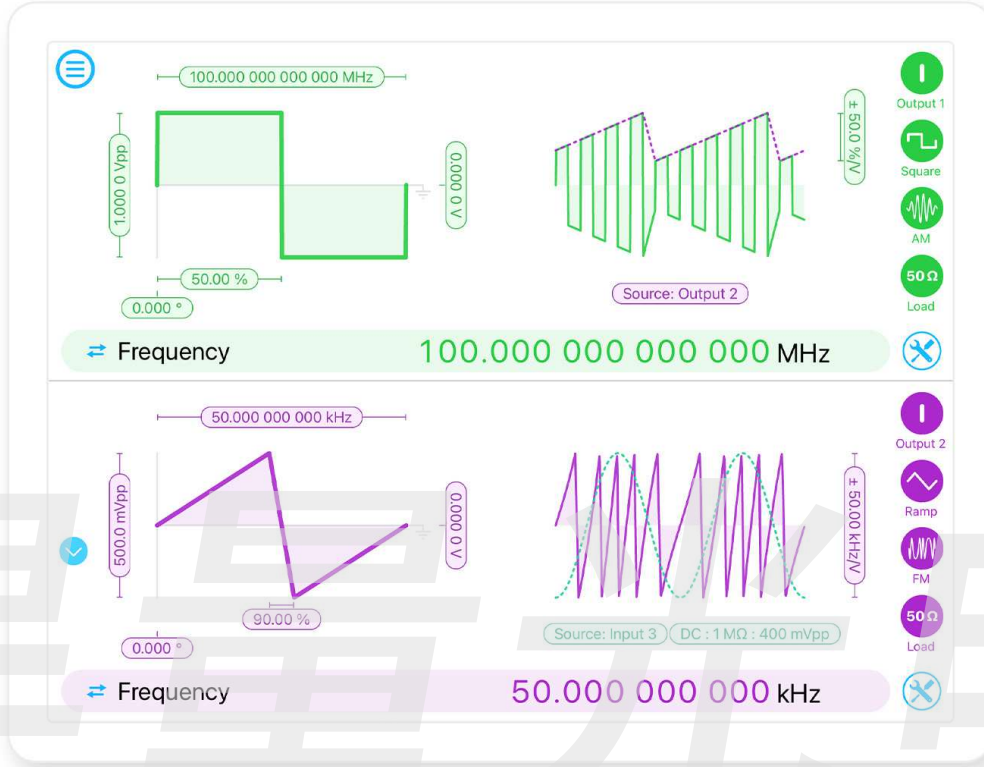 100.000 000 000 000 MHz
1.000 0 Vpp
0.000 0 V
50.00 %
0.000 °
± 50.0 %/V
Source: Output 2
Output 1
Square
AM
50 Ω
Load
Frequency
100.000 000 000 000 MHz
50.000 000 000 kHz
500.0 mVpp
0.000 0 V
90.00 %
0.000 °
± 50.00 kHz/V
Source: Input 3
DC : 1 MΩ : 400 mVpp
Output 2
Ramp
FM
50 Ω
Load
Frequency
50.000 000 000 kHz